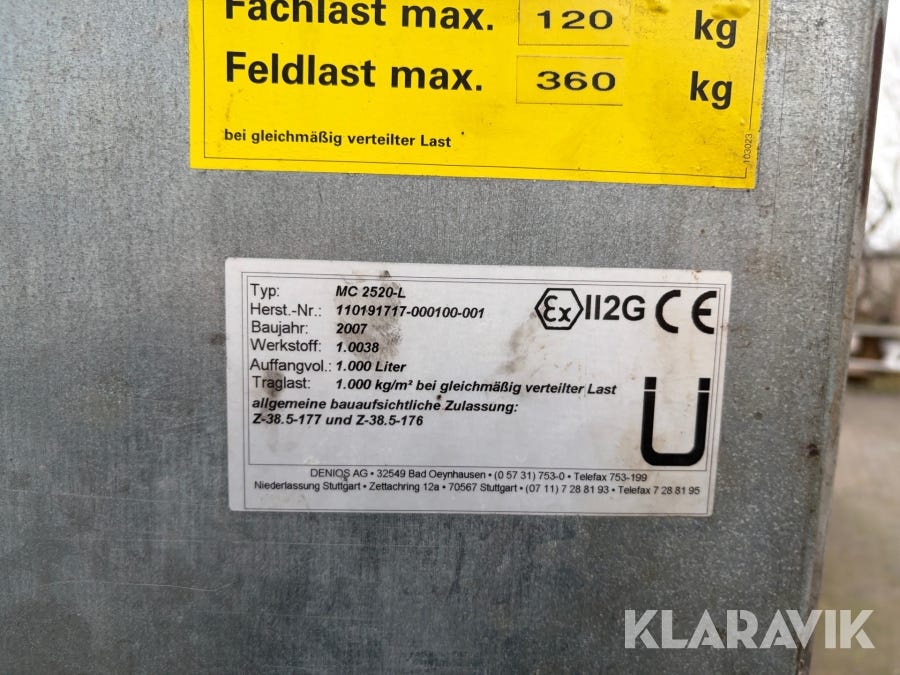 Fachlast max. 120 kg
Feldlast max. 360 kg
bei gleichmäßig verteilter Last
103023
Typ: MC 2520-L
Herst.-Nr.: 110191717-000100-001
Baujahr: 2007
Werkstoff: 1.0038
Auffangvol.: 1.000 Liter
Traglast: 1.000 kg/m² bei gleichmäßig verteilter Last
allgemeine bauaufsichtliche Zulassung:
Z-38.5-177 und Z-38.5-176
Ex II2G CE
Ü
DENIOS AG • 32549 Bad Oeynhausen • (0 57 31) 753-0 • Telefax 753-199
Niederlassung Stuttgart • Zettachring 12a • 70567 Stuttgart • (07 11) 7 28 81 93 • Telefax 7 28 81 95
KLARAVIK